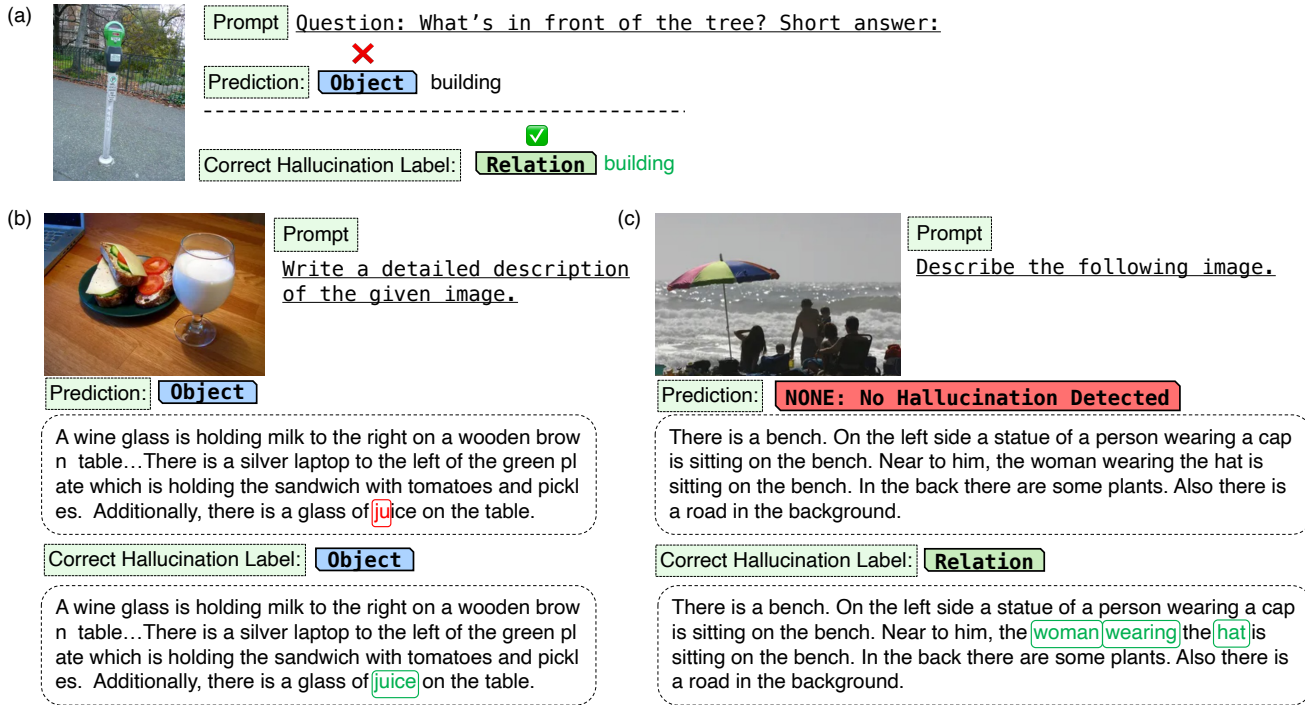 (a)
Prompt Question: What's in front of the tree? Short answer:
Prediction: Object building
Correct Hallucination Label: Relation building
(b)
Prompt
Write a detailed description
of the given image.
Prediction: Object
A wine glass is holding milk to the right on a wooden brow
n table…There is a silver laptop to the left of the green pl
ate which is holding the sandwich with tomatoes and pickl
es. Additionally, there is a glass of juice on the table.
Correct Hallucination Label: Object
A wine glass is holding milk to the right on a wooden brow
n table…There is a silver laptop to the left of the green pl
ate which is holding the sandwich with tomatoes and pickl
es. Additionally, there is a glass of juice on the table.
(c)
Prompt
Describe the following image.
Prediction: NONE: No Hallucination Detected
There is a bench. On the left side a statue of a person wearing a cap
is sitting on the bench. Near to him, the woman wearing the hat is
sitting on the bench. In the back there are some plants. Also there is
a road in the background.
Correct Hallucination Label: Relation
There is a bench. On the left side a statue of a person wearing a cap
is sitting on the bench. Near to him, the woman wearing the hat is
sitting on the bench. In the back there are some plants. Also there is
a road in the background.